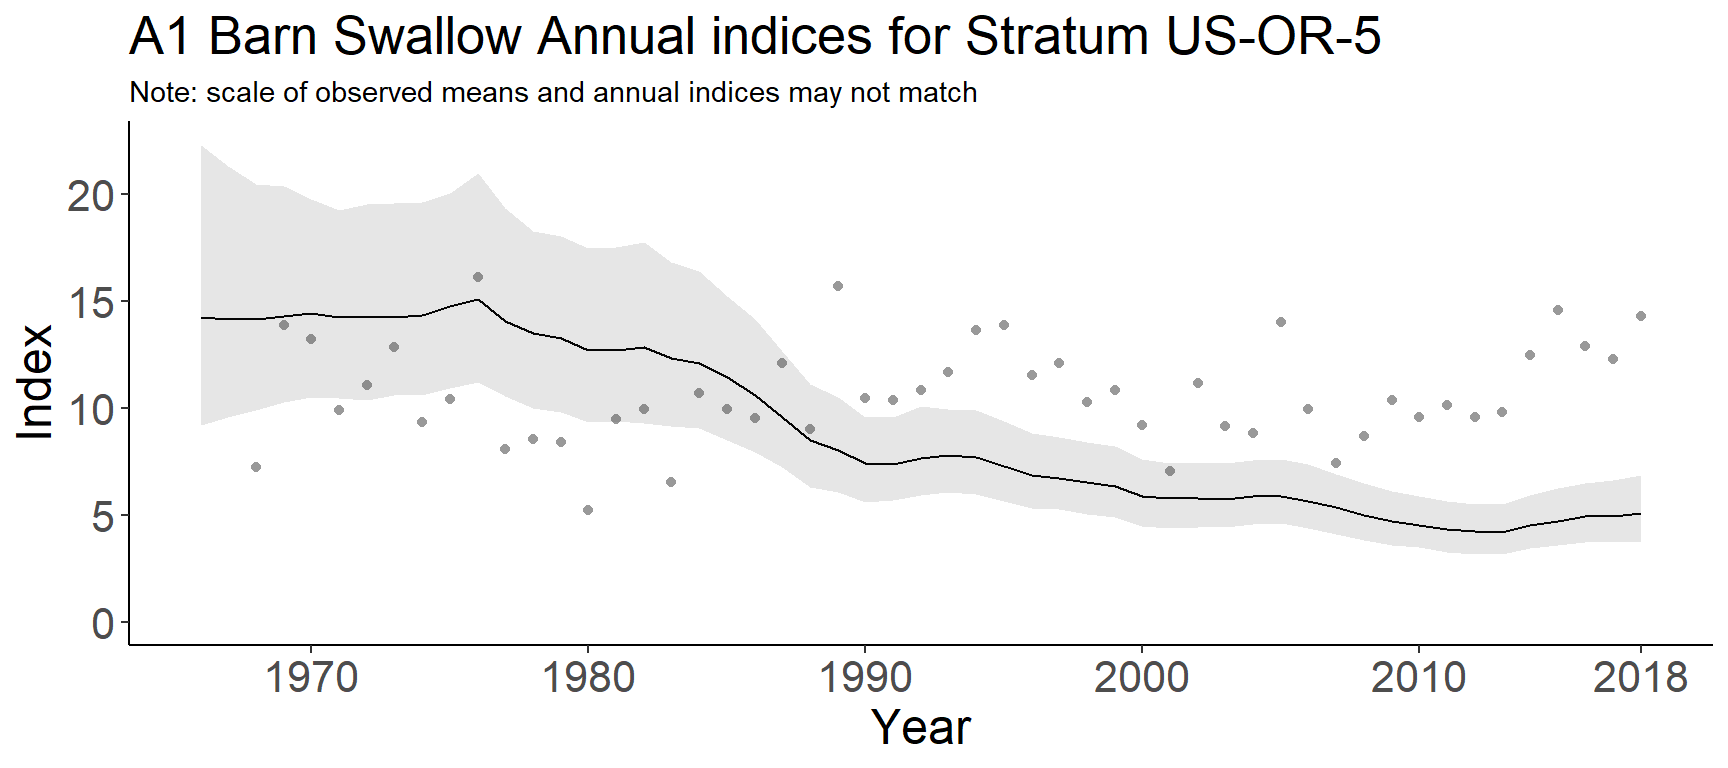 A1 Barn Swallow Annual indices for Stratum US-OR-5
Note: scale of observed means and annual indices may not match
Index
20
15
10
5
0
1970 1980 1990 2000 2010 2018
Year